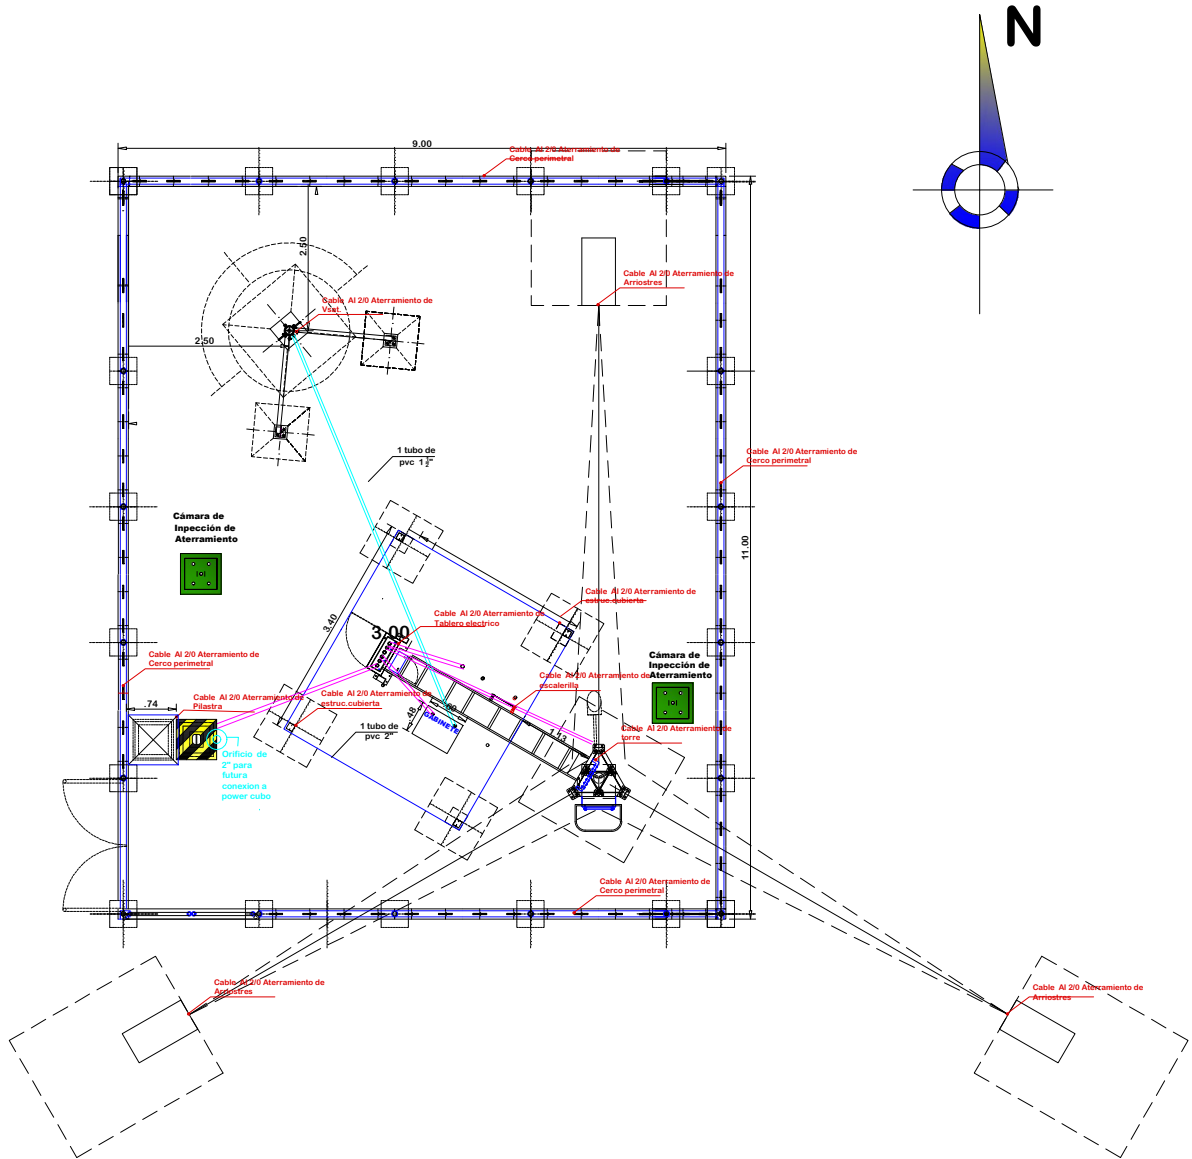 N
9.00
Cable Al 2/0 Aterramiento de
Cerco perimetral
2.50
Cable Al 2/0 Aterramiento de
Arriostres
Cable Al 2/0 Aterramiento de
Vsat.
2.50
1 tubo de
pvc 1 ½"
Cable Al 2/0 Aterramiento de
Cerco perimetral
Cámara de
Inpección de
Aterramiento
11.00
Cable Al 2/0 Aterramiento de
estruc.cubierta
3.40
Cable Al 2/0 Aterramiento de
Tablero electrico
3.00
Cable Al 2/0 Aterramiento de
Cerco perimetral
Cámara de
Inpección de
Aterramiento
Cable Al 2/0 Aterramiento de
escalerilla
Cable Al 2/0 Aterramiento de
Pilastra
Cable Al 2/0 Aterramiento de
estruc.cubierta
.74
.60
.48
GABINETE
1.13
1 tubo de
pvc 2"
Cable Al 2/0 Aterramiento de
torre
Orificio de
2" para
futura
conexion a
power cubo
Cable Al 2/0 Aterramiento de
Cerco perimetral
Cable Al 2/0 Aterramiento de
Arriostres
Cable Al 2/0 Aterramiento de
Arriostres